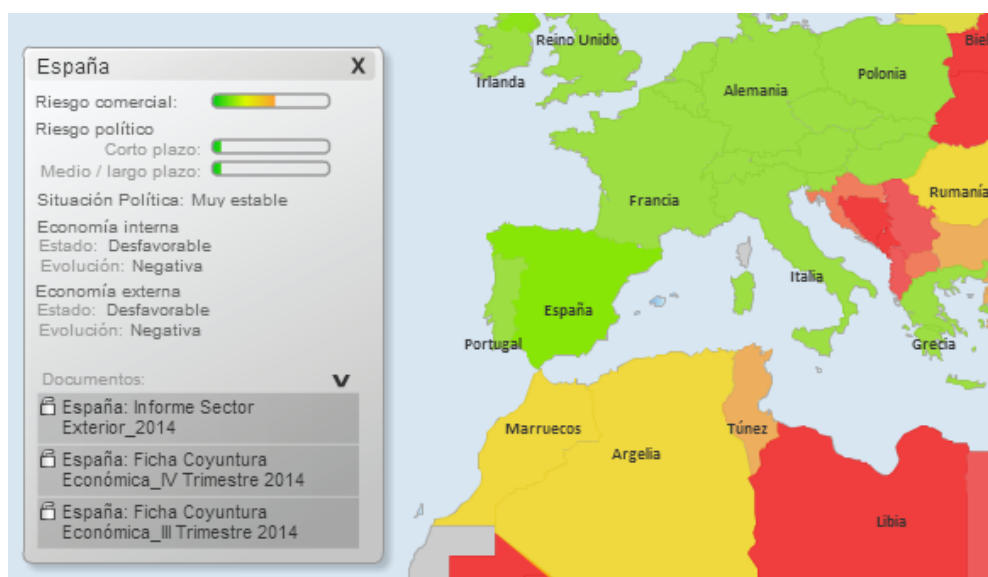 España X
Riesgo comercial:
Riesgo político
Corto plazo:
Medio / largo plazo:
Situación Política: Muy estable
Economía interna
Estado: Desfavorable
Evolución: Negativa
Economía externa
Estado: Desfavorable
Evolución: Negativa
Documentos:
España: Informe Sector
Exterior_2014
España: Ficha Coyuntura
Económica_IV Trimestre 2014
España: Ficha Coyuntura
Económica_III Trimestre 2014
Reino Unido
Irlanda
Alemania
Polonia
Biel
Francia
Rumanía
Italia
España
Portugal
Grecia
Marruecos
Argelia
Túnez
Libia